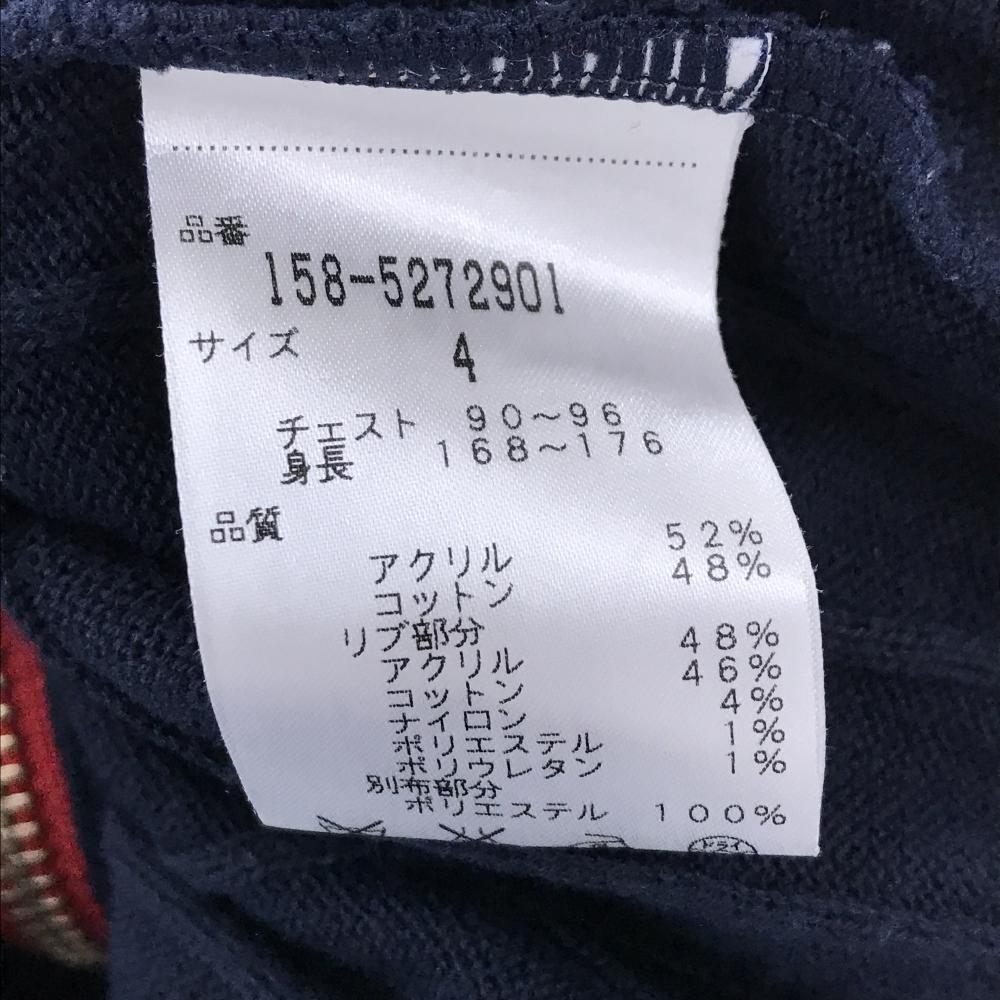 品番
158-5272901
サイズ 4
チェスト 90〜96
身長 168〜176
品質
アクリル 52%
コットン 48%
リブ部分
アクリル 48%
コットン 46%
ナイロン 4%
ポリエステル 1%
ポリウレタン 1%
別布部分
ポリエステル 100%
ドライ